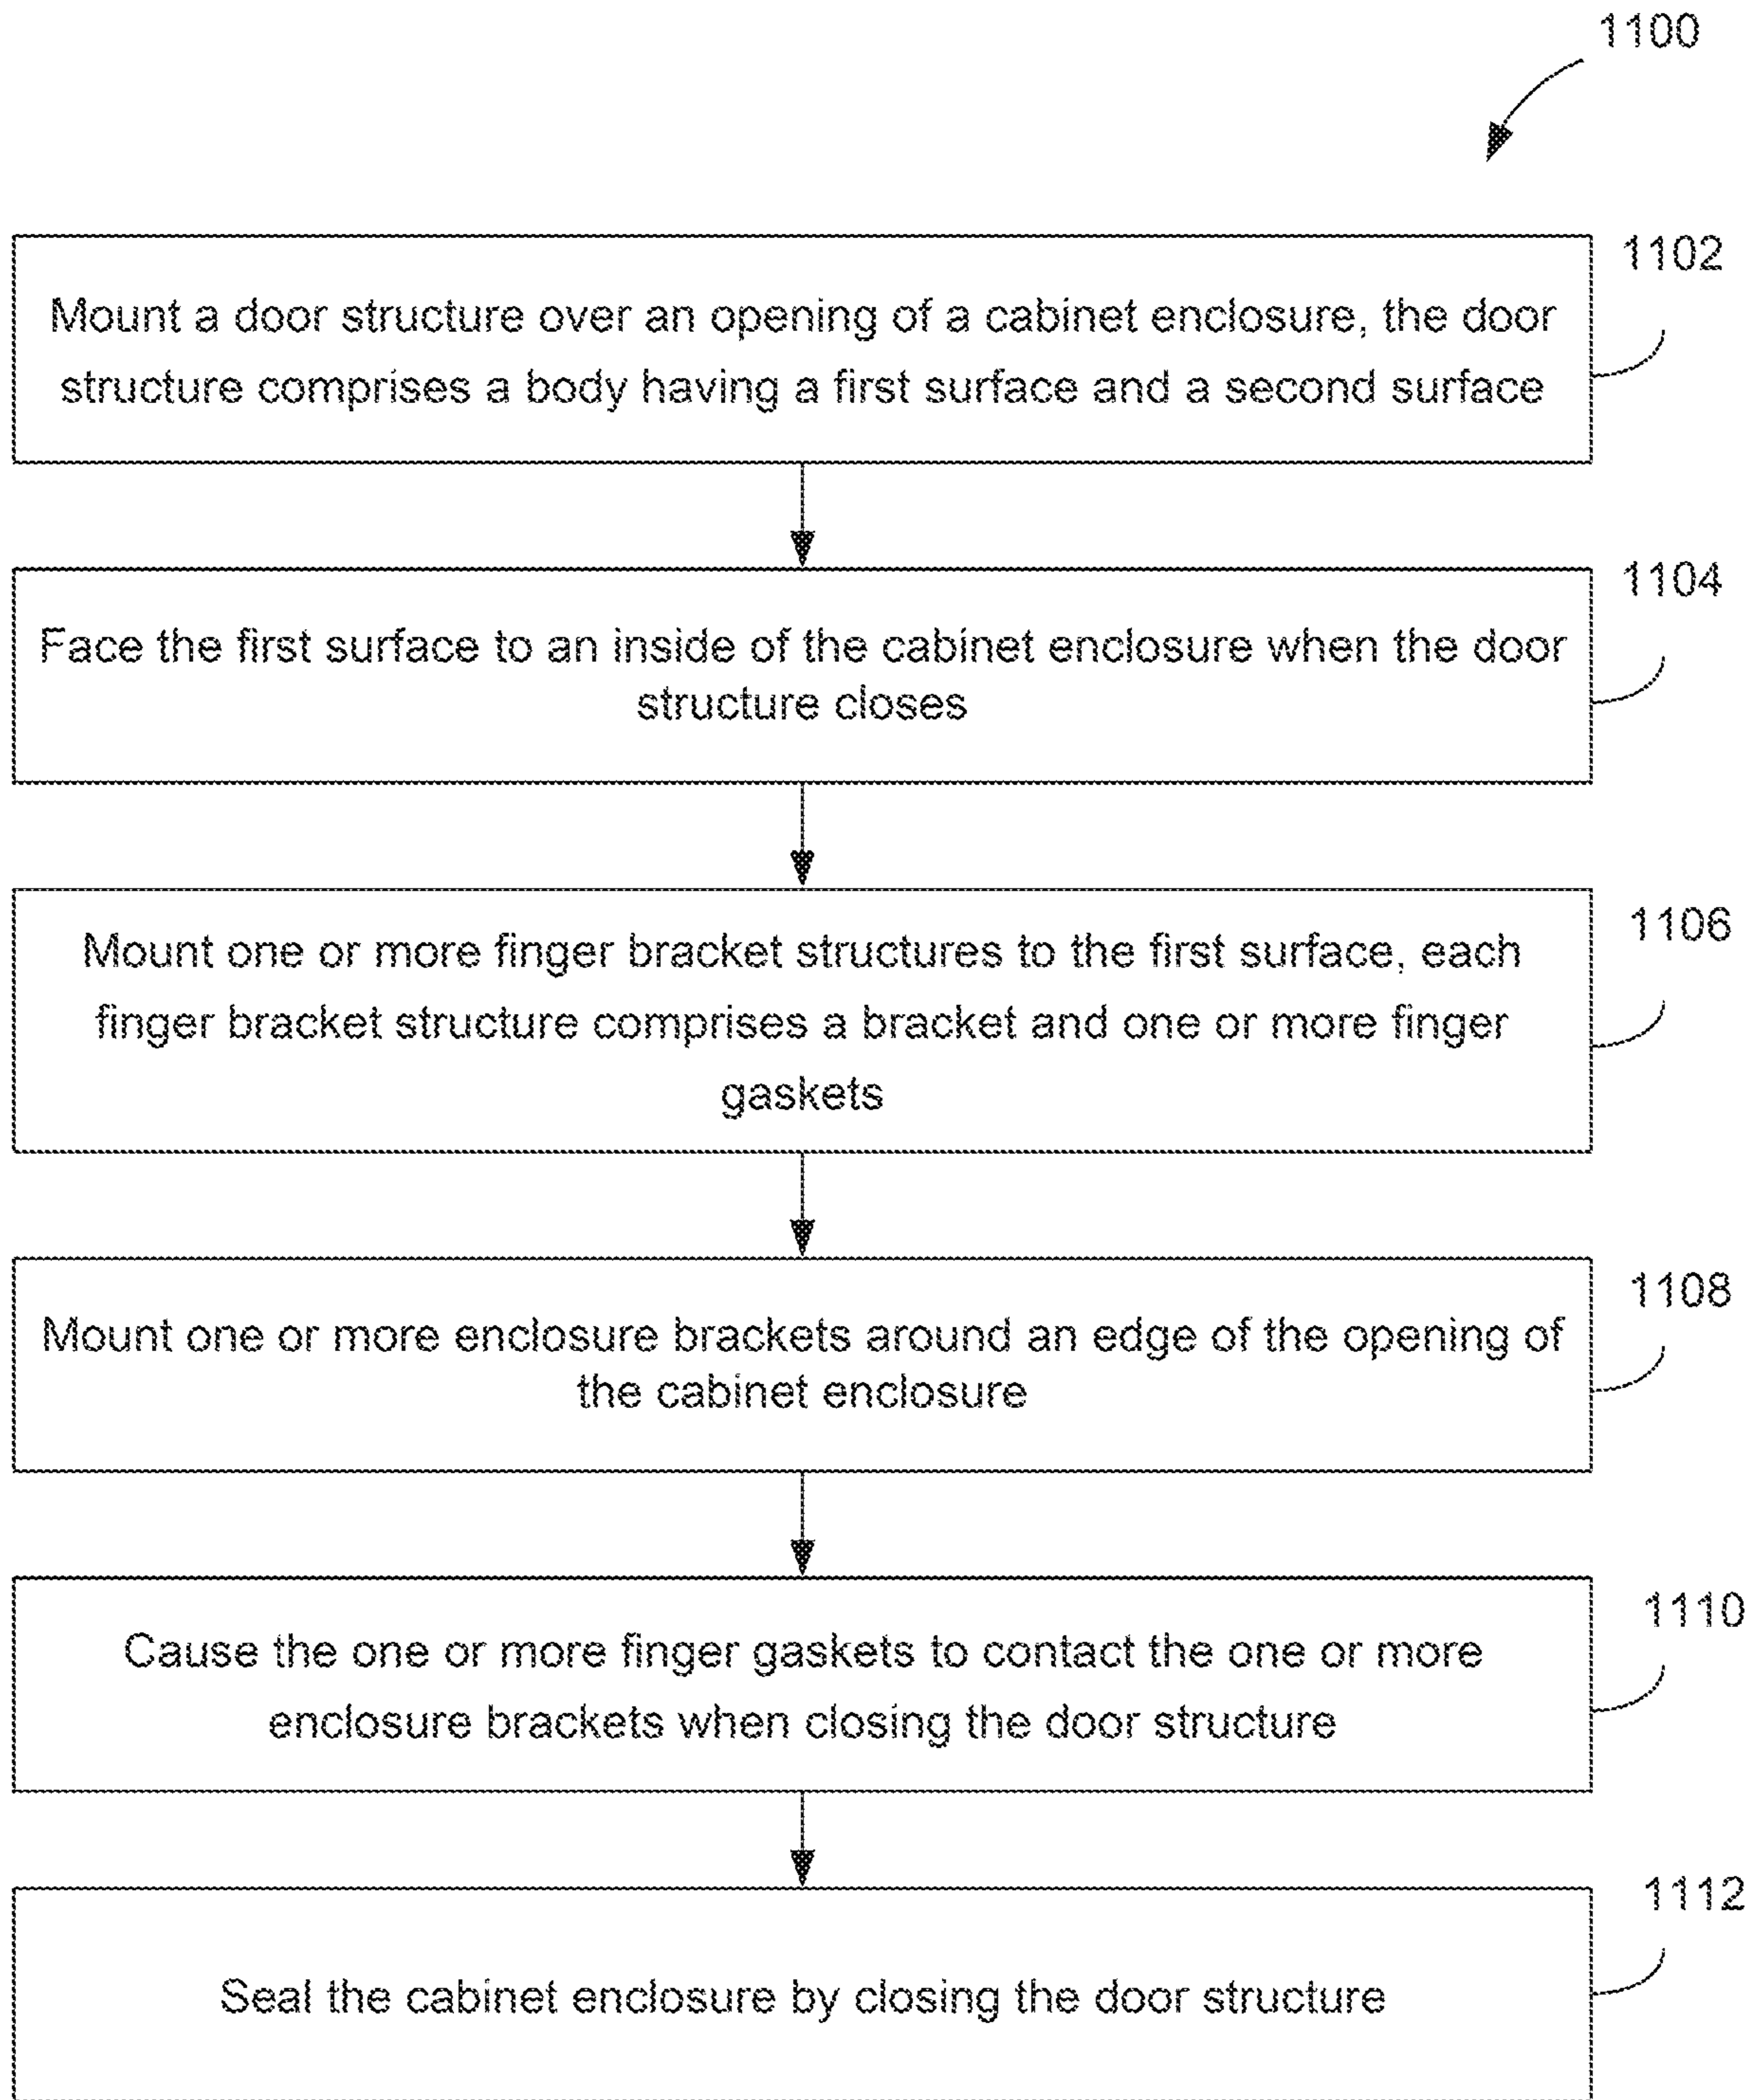 1100
1102
Mount a door structure over an opening of a cabinet enclosure, the door
structure comprises a body having a first surface and a second surface
1104
Face the first surface to an inside of the cabinet enclosure when the door
structure closes
1106
Mount one or more finger bracket structures to the first surface, each
finger bracket structure comprises a bracket and one or more finger
gaskets
1108
Mount one or more enclosure brackets around an edge of the opening of
the cabinet enclosure
1110
Cause the one or more finger gaskets to contact the one or more
enclosure brackets when closing the door structure
1112
Seal the cabinet enclosure by closing the door structure